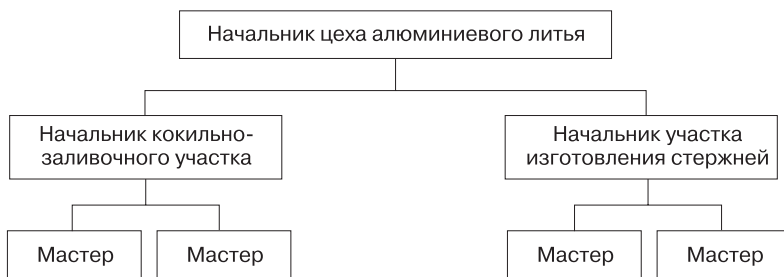 Начальник цеха алюминиевого литья
Начальник кокильно-
заливочного участка
Начальник участка
изготовления стержней
Мастер
Мастер
Мастер
Мастер